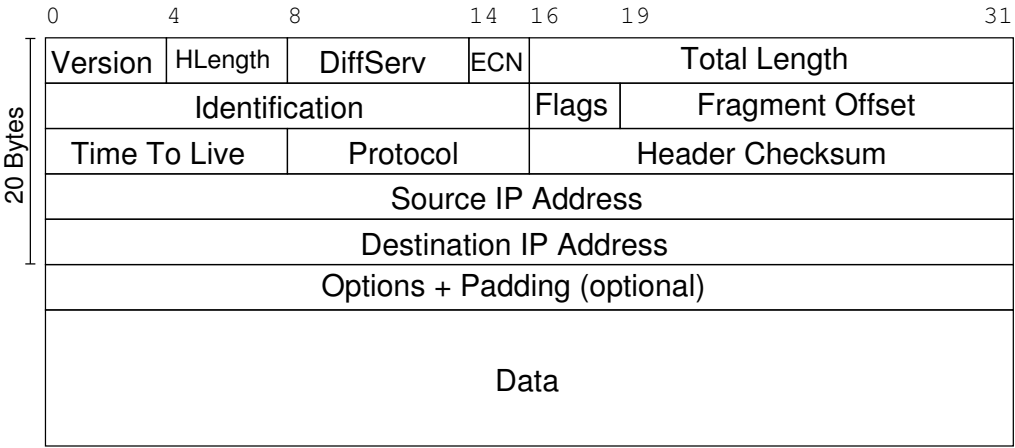 0 4 8 14 16 19 31
Version HLength DiffServ ECN Total Length
Identification Flags Fragment Offset
Time To Live Protocol Header Checksum
Source IP Address
Destination IP Address
Options + Padding (optional)
Data
20 Bytes